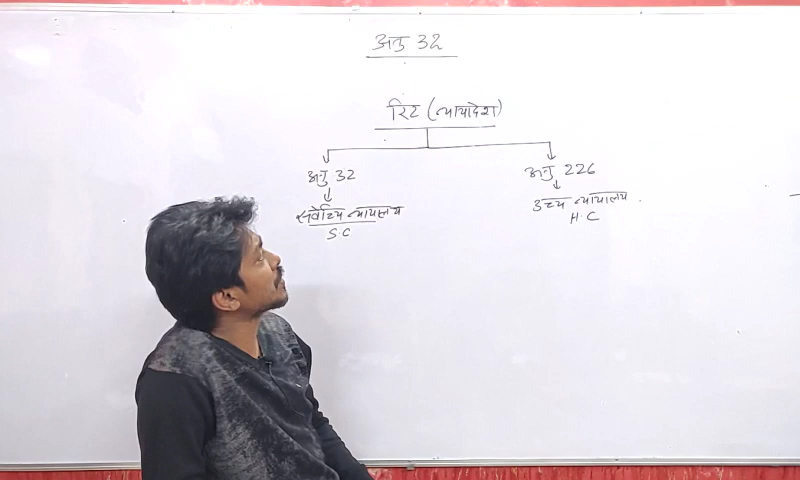 अनु 32
रिट (न्यायादेश)
अनु 32
सर्वोच्य न्यायालय
S.C
अनु 226
उच्य न्यायालय
H.C